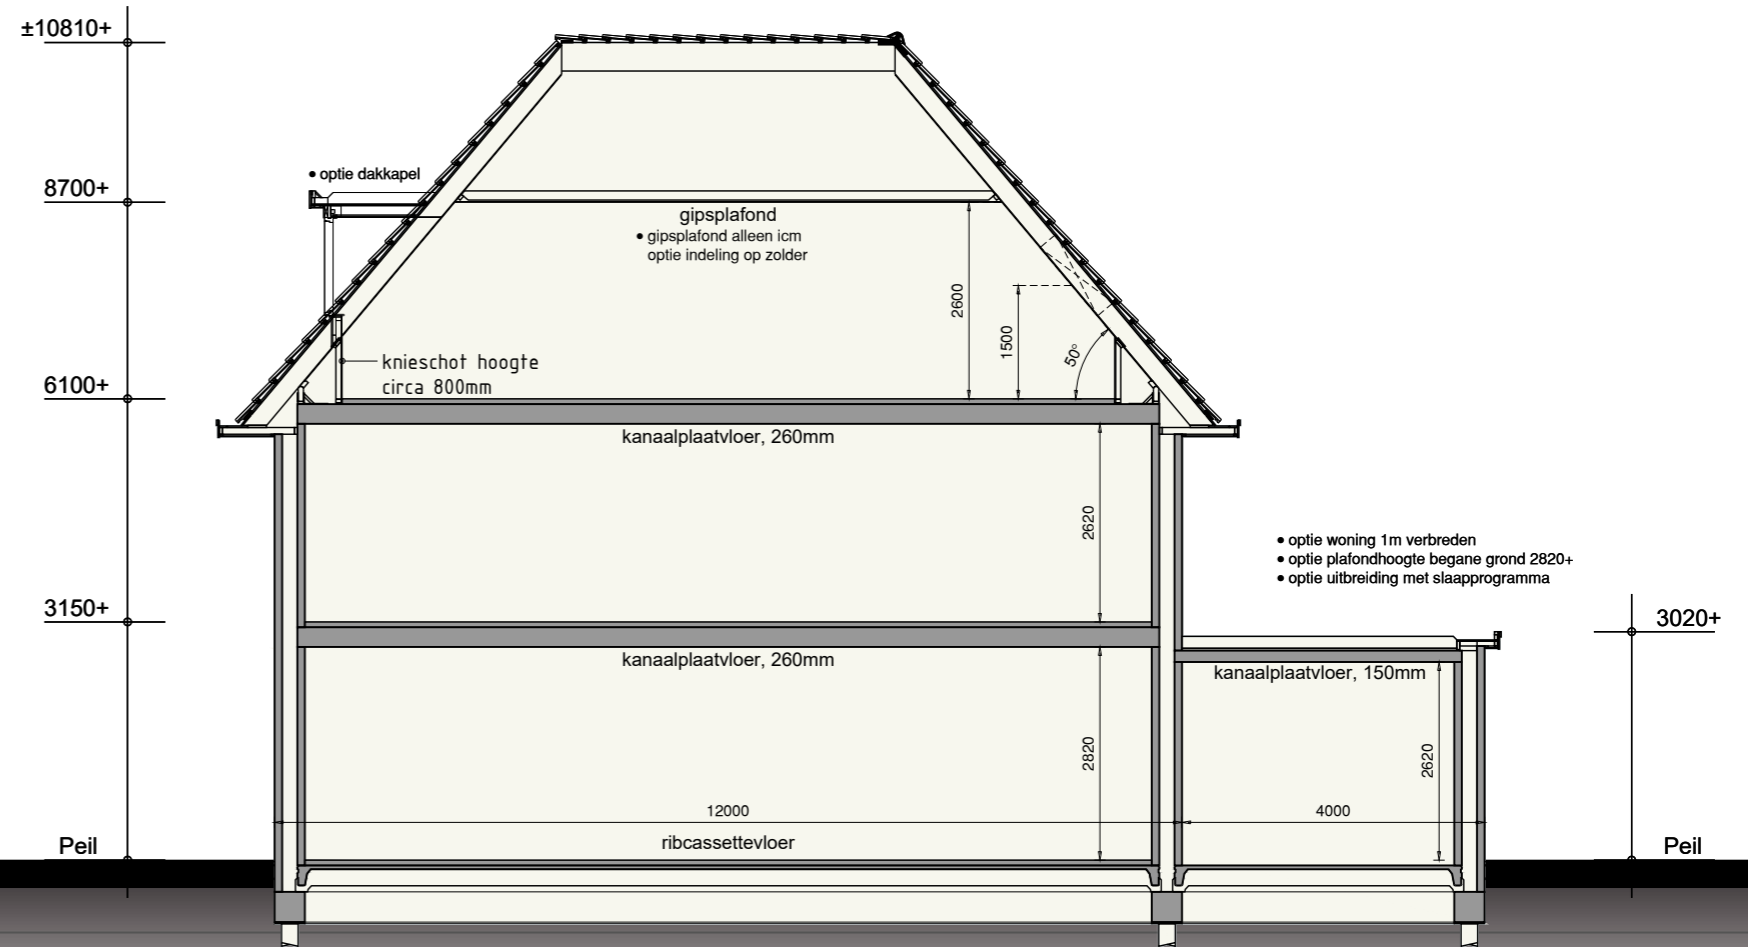 ±10810+
• optie dakkapel
8700+
gipsplafond
• gipsplafond alleen icm
optie indeling op zolder
2600
1500
50°
knieschot hoogte
circa 800mm
6100+
kanaalplaatvloer, 260mm
2620
• optie woning 1m verbreden
• optie plafondhoogte begane grond 2820+
• optie uitbreiding met slaapprogramma
3150+
3020+
kanaalplaatvloer, 260mm
kanaalplaatvloer, 150mm
2820
2620
12000
4000
ribcassettevloer
Peil
Peil